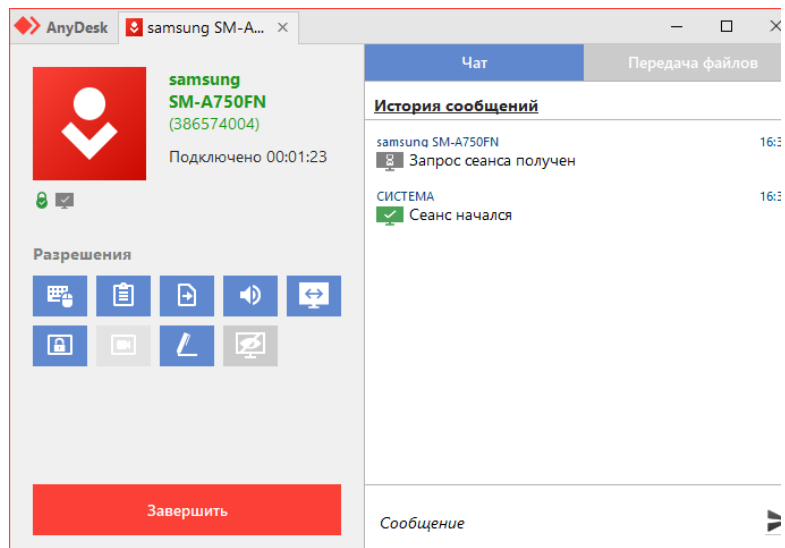 AnyDesk
samsung SM-A...
samsung
SM-A750FN
(386574004)
Подключено 00:01:23
Разрешения
Завершить
Чат
Передача файлов
История сообщений
samsung SM-A750FN
Запрос сеанса получен
СИСТЕМА
Сеанс начался
Сообщение